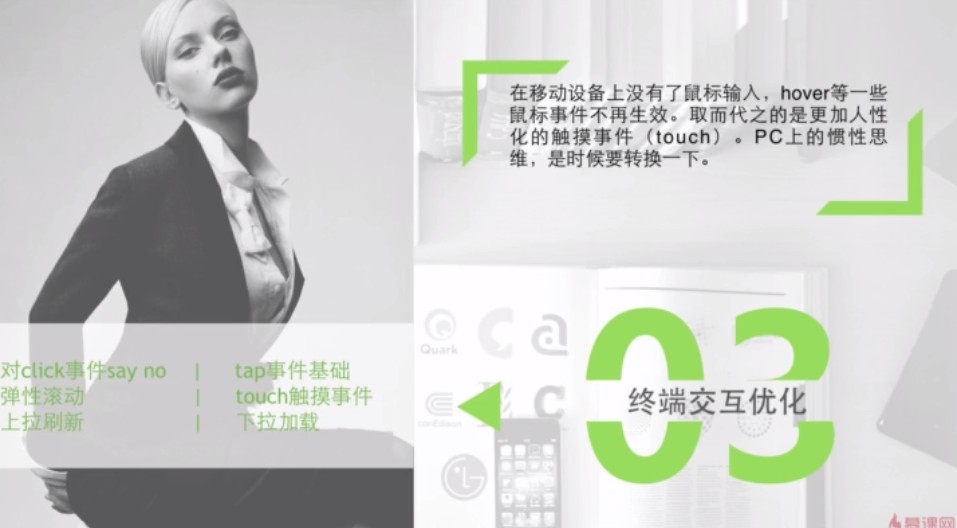 在移动设备上没有了鼠标输入，hover等一些
鼠标事件不再生效。取而代之的是更加人性
化的触摸事件（touch）。PC上的惯性思
维，是时候要转换一下。
对click事件say no | tap事件基础
弹性滚动 | touch触摸事件
上拉刷新 | 下拉加载
03
终端交互优化
Quark
LG
慕课网